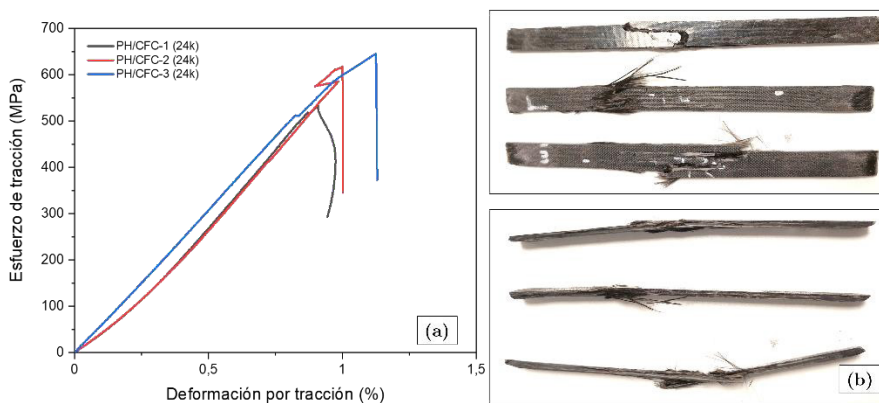 700
600
500
400
300
200
100
0
0
0,5
1
1,5
Esfuerzo de tracción (MPa)
Deformación por tracción (%)
PH/CFC-1 (24k)
PH/CFC-2 (24k)
PH/CFC-3 (24k)
(a)
3
(b)